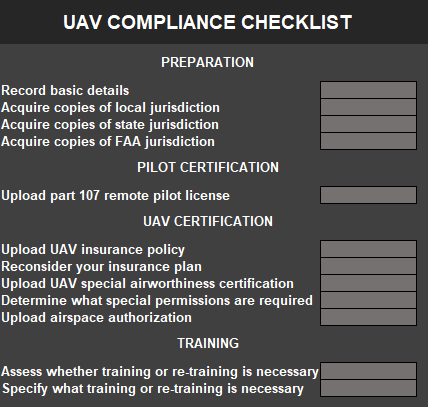 UAV COMPLIANCE CHECKLIST
PREPARATION
Record basic details
Acquire copies of local jurisdiction
Acquire copies of state jurisdiction
Acquire copies of FAA jurisdiction
PILOT CERTIFICATION
Upload part 107 remote pilot license
UAV CERTIFICATION
Upload UAV insurance policy
Reconsider your insurance plan
Upload UAV special airworthiness certification
Determine what special permissions are required
Upload airspace authorization
TRAINING
Assess whether training or re-training is necessary
Specify what training or re-training is necessary